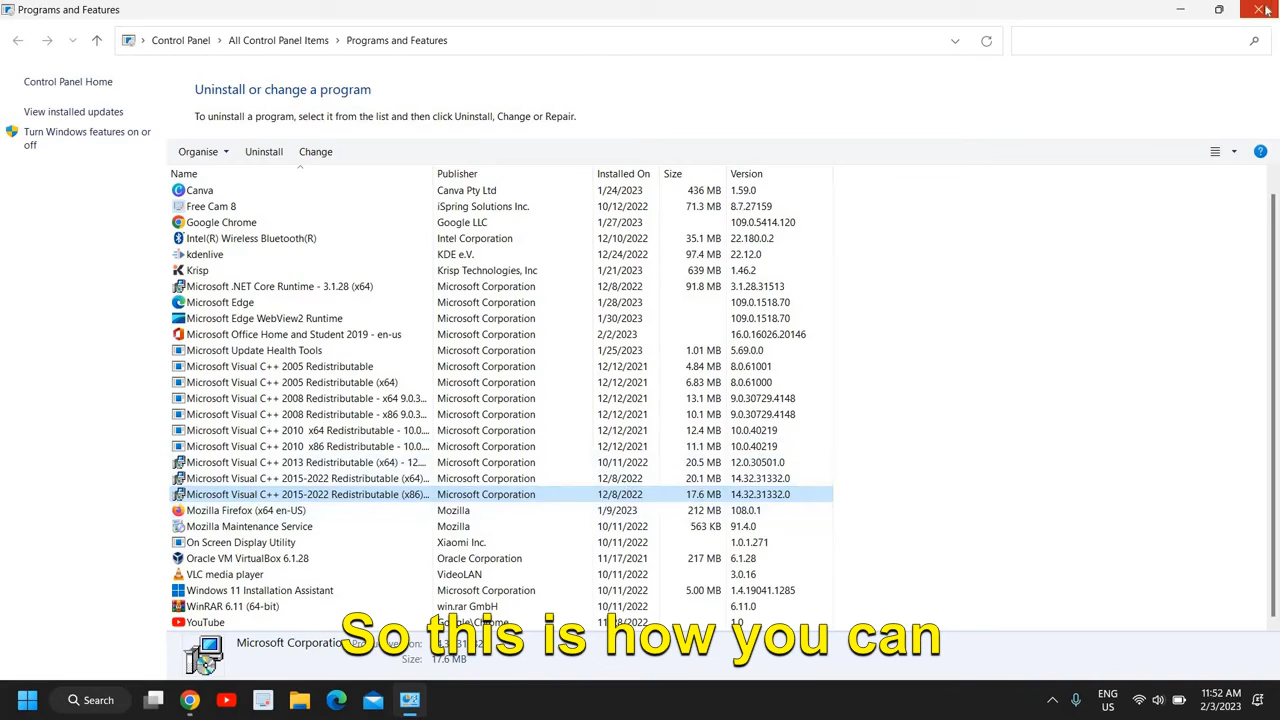 Programs and Features
Control Panel > All Control Panel Items > Programs and Features
Control Panel Home
View installed updates
Turn Windows features on or
off
Uninstall or change a program
To uninstall a program, select it from the list and then click Uninstall, Change or Repair.
Organise Uninstall Change
Name Publisher Installed On Size Version
Canva Canva Pty Ltd 1/24/2023 436 MB 1.59.0
Free Cam 8 iSpring Solutions Inc. 10/12/2022 71.3 MB 8.7.27159
Google Chrome Google LLC 1/27/2023 109.0.5414.120
Intel(R) Wireless Bluetooth(R) Intel Corporation 12/10/2022 35.1 MB 22.180.0.2
kdenlive KDE e.V. 12/24/2022 97.4 MB 22.12.0
Krisp Krisp Technologies, Inc 1/21/2023 639 MB 1.46.2
Microsoft .NET Core Runtime - 3.1.28 (x64) Microsoft Corporation 12/8/2022 91.8 MB 3.1.28.31513
Microsoft Edge Microsoft Corporation 1/28/2023 109.0.1518.70
Microsoft Edge WebView2 Runtime Microsoft Corporation 1/30/2023 109.0.1518.70
Microsoft Office Home and Student 2019 - en-us Microsoft Corporation 2/2/2023 16.0.16026.20146
Microsoft Update Health Tools Microsoft Corporation 1/25/2023 1.01 MB 5.69.0.0
Microsoft Visual C++ 2005 Redistributable Microsoft Corporation 12/12/2021 4.84 MB 8.0.61001
Microsoft Visual C++ 2005 Redistributable (x64) Microsoft Corporation 12/12/2021 6.83 MB 8.0.61000
Microsoft Visual C++ 2008 Redistributable - x64 9.0.3... Microsoft Corporation 12/12/2021 13.1 MB 9.0.30729.4148
Microsoft Visual C++ 2008 Redistributable - x86 9.0.3... Microsoft Corporation 12/12/2021 10.1 MB 9.0.30729.4148
Microsoft Visual C++ 2010 x64 Redistributable - 10.0.... Microsoft Corporation 12/12/2021 12.4 MB 10.0.40219
Microsoft Visual C++ 2010 x86 Redistributable - 10.0.... Microsoft Corporation 12/12/2021 11.1 MB 10.0.40219
Microsoft Visual C++ 2013 Redistributable (x64) - 12.... Microsoft Corporation 10/11/2022 20.5 MB 12.0.30501.0
Microsoft Visual C++ 2015-2022 Redistributable (x64)... Microsoft Corporation 12/8/2022 20.1 MB 14.32.31332.0
Microsoft Visual C++ 2015-2022 Redistributable (x86)... Microsoft Corporation 12/8/2022 17.6 MB 14.32.31332.0
Mozilla Firefox (x64 en-US) Mozilla 1/9/2023 212 MB 108.0.1
Mozilla Maintenance Service Mozilla 10/11/2022 563 KB 91.4.0
On Screen Display Utility Xiaomi Inc. 10/11/2022 1.0.1.271
Oracle VM VirtualBox 6.1.28 Oracle Corporation 11/17/2021 217 MB 6.1.28
VLC media player VideoLAN 10/11/2022 3.0.16
Windows 11 Installation Assistant Microsoft Corporation 10/11/2022 5.00 MB 1.4.19041.1285
WinRAR 6.11 (64-bit) win.rar GmbH 10/11/2022 6.11.0
YouTube 1.0
So this is how you can
Microsoft Corporatio
Size: 17.6 MB
Search
ENG
US
11:52 AM
2/3/2023